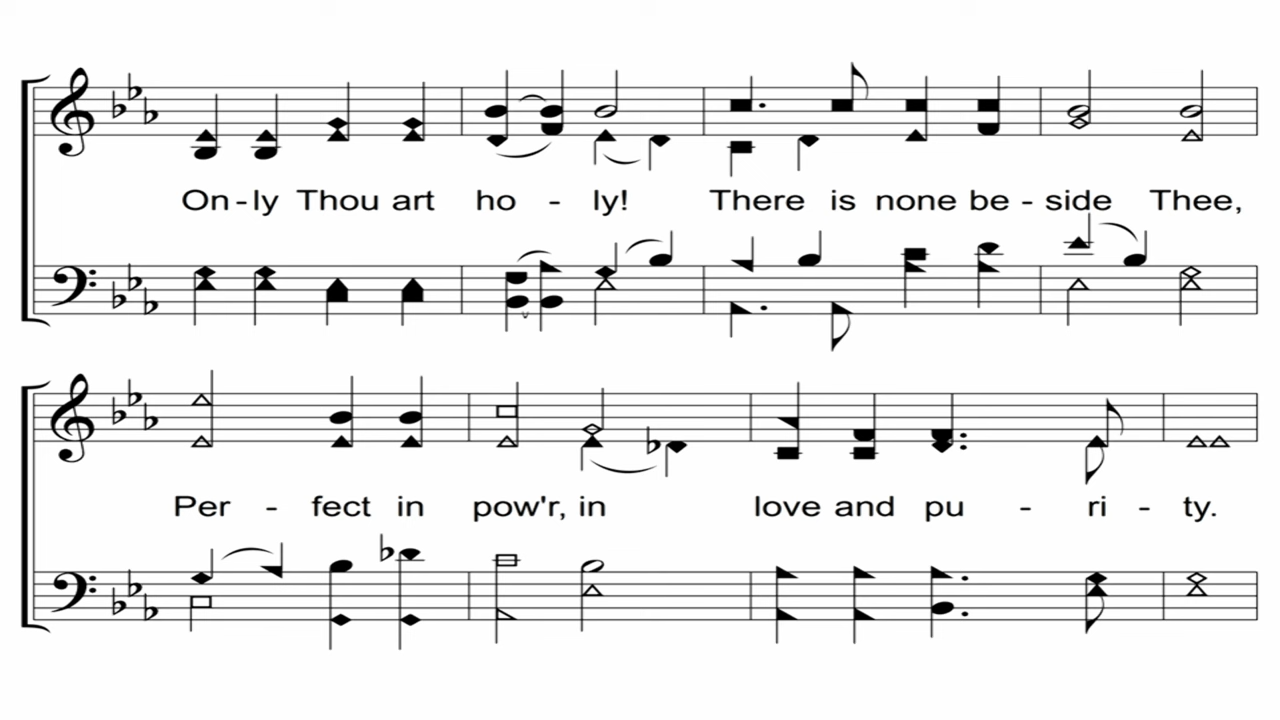 On-ly Thou art ho - ly! There is none be - side Thee,
Per - fect in pow'r, in love and pu - ri - ty.